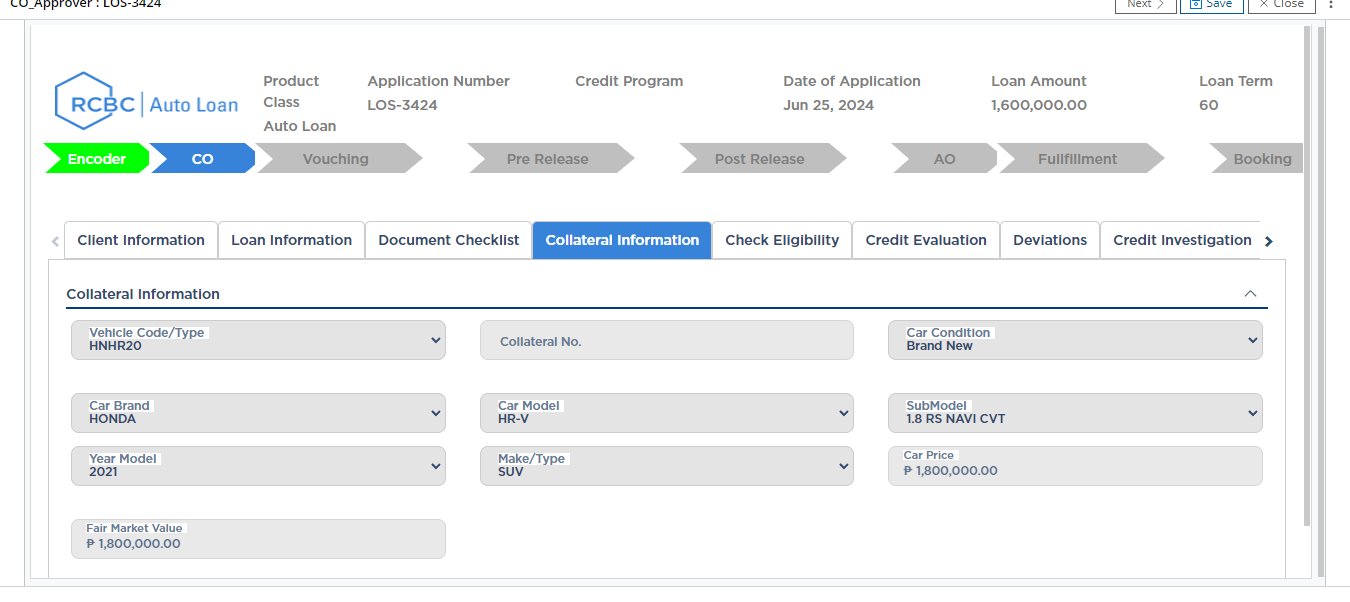 CO_Approver : LOS-3424
Next
Save
Close
RCBC Auto Loan
Product Class
Auto Loan
Application Number
LOS-3424
Credit Program
Date of Application
Jun 25, 2024
Loan Amount
1,600,000.00
Loan Term
60
Encoder
CO
Vouching
Pre Release
Post Release
AO
Fullfillment
Booking
Client Information
Loan Information
Document Checklist
Collateral Information
Check Eligibility
Credit Evaluation
Deviations
Credit Investigation
Collateral Information
Vehicle Code/Type
HNHR20
Collateral No.
Car Condition
Brand New
Car Brand
HONDA
Car Model
HR-V
SubModel
1.8 RS NAVI CVT
Year Model
2021
Make/Type
SUV
Car Price
₱ 1,800,000.00
Fair Market Value
₱ 1,800,000.00